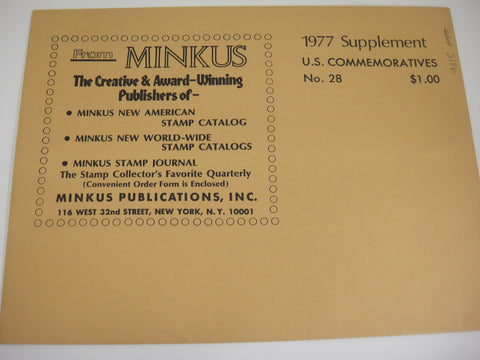 From MINKUS
The Creative & Award-Winning
Publishers of-
• MINKUS NEW AMERICAN
STAMP CATALOG
• MINKUS NEW WORLD-WIDE
STAMP CATALOGS
• MINKUS STAMP JOURNAL
The Stamp Collector's Favorite Quarterly
(Convenient Order Form is Enclosed)
MINKUS PUBLICATIONS, INC.
116 WEST 32nd STREET, NEW YORK, N.Y. 10001
1977 Supplement
U.S. COMMEMORATIVES
No. 28 $1.00